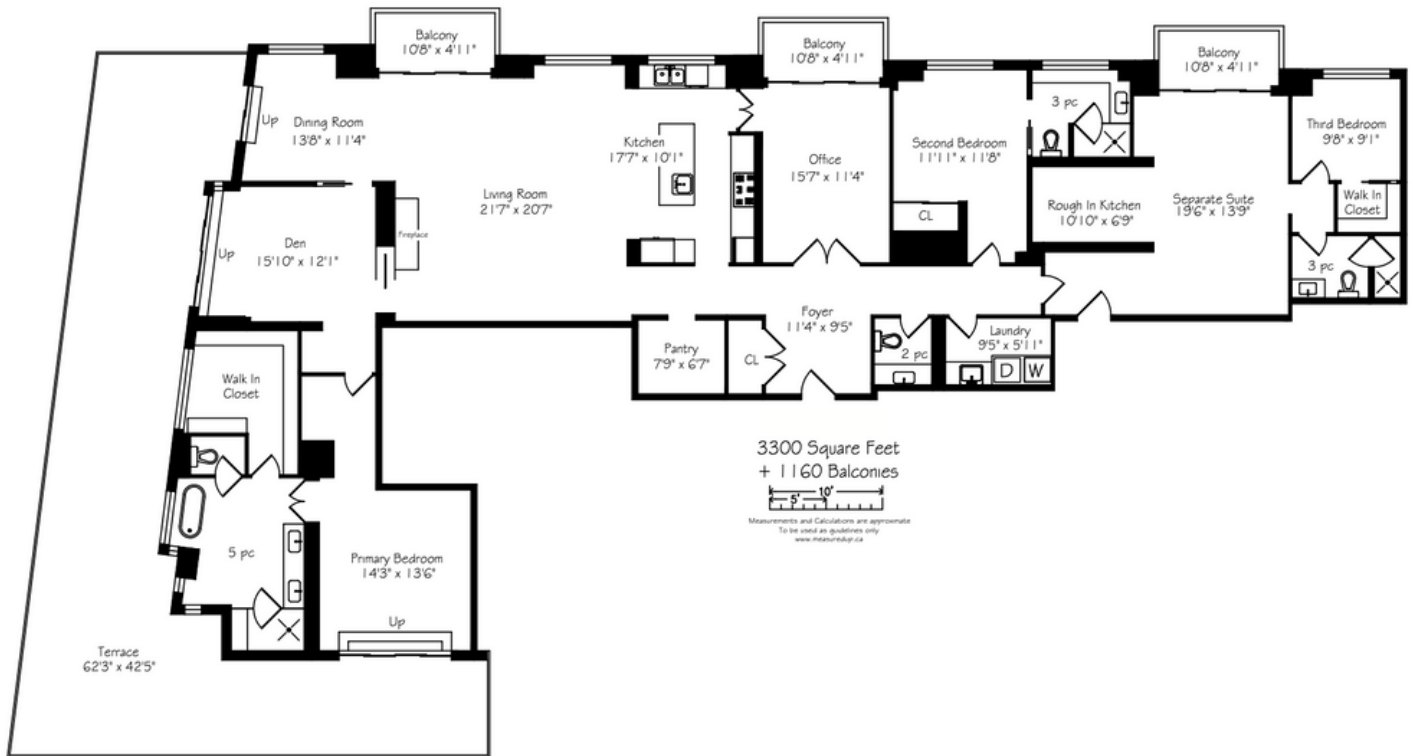 Balcony
10'8" x 4'11"
Balcony
10'8" x 4'11"
Balcony
10'8" x 4'11"
Up
Dining Room
13'8" x 11'4"
Kitchen
17'7" x 10'1"
Office
15'7" x 11'4"
Second Bedroom
11'11" x 11'8"
3 pc
Third Bedroom
9'8" x 9'1"
Living Room
21'7" x 20'7"
CL
Rough In Kitchen
10'10" x 6'9"
Separate Suite
19'6" x 13'9"
Walk In
Closet
Up
Den
15'10" x 12'1"
Fireplace
3 pc
Foyer
11'4" x 9'5"
Pantry
7'9" x 6'7"
CL
2 pc
Laundry
9'5" x 5'11"
D
W
Walk In
Closet
5 pc
Primary Bedroom
14'3" x 13'6"
Up
Terrace
62'3" x 42'5"
3300 Square Feet
+ 1160 Balconies
10'
5'
Measurements and Calculations are approximate
To be used as guidelines only
www.measuredup.ca